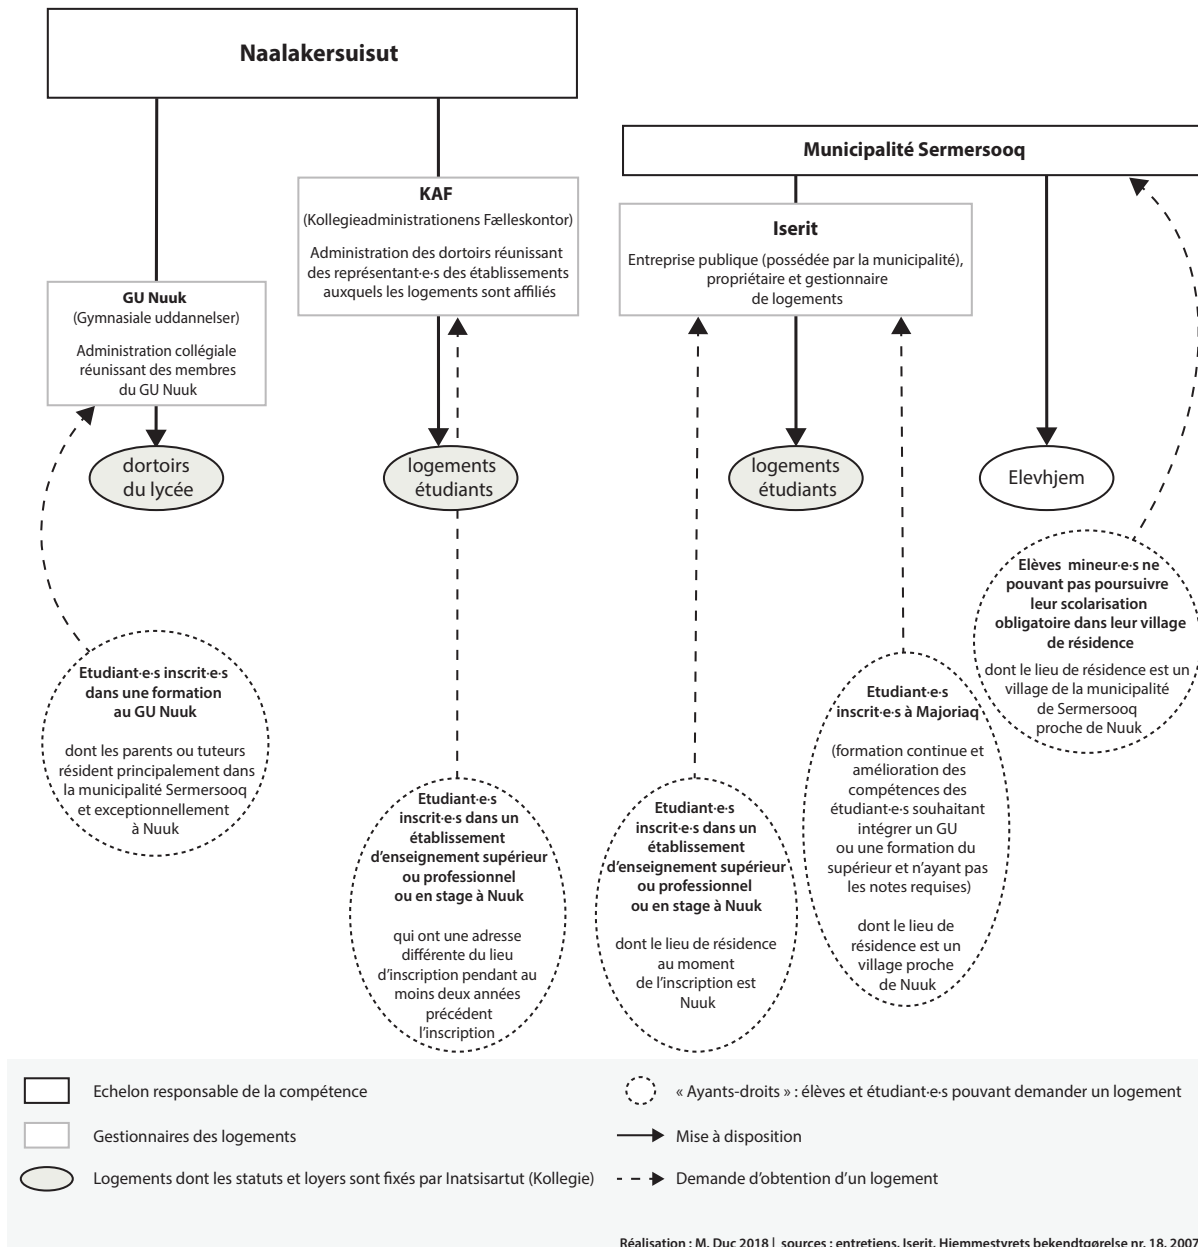 Naalakersuisut
Municipalité Sermersooq
KAF
(Kollegieadministrationens Fælleskontor)
Administration des dortoirs réunissant
des représentant·e·s des établissements
auxquels les logements sont affiliés
Iserit
Entreprise publique (possédée par la municipalité),
propriétaire et gestionnaire
de logements
GU Nuuk
(Gymnasiale uddannelser)
Administration collégiale
réunissant des membres
du GU Nuuk
dortoirs
du lycée
logements
étudiants
logements
étudiants
Elevhjem
Elèves mineur·e·s ne
pouvant pas poursuivre
leur scolarisation
obligatoire dans leur village
de résidence
dont le lieu de résidence est un
village de la municipalité
de Sermersooq
proche de Nuuk
Etudiant·e·s inscrit·e·s
dans une formation
au GU Nuuk
dont les parents ou tuteurs
résident principalement dans
la municipalité Sermersooq
et exceptionnellement
à Nuuk
Etudiant·e·s
inscrit·e·s dans un
établissement
d'enseignement supérieur
ou professionnel
ou en stage à Nuuk
qui ont une adresse
différente du lieu
d'inscription pendant au
moins deux années
précédent
l'inscription
Etudiant·e·s
inscrit·e·s dans un
établissement
d'enseignement supérieur
ou professionnel
ou en stage à Nuuk
dont le lieu de résidence
au moment
de l'inscription est
Nuuk
Etudiant·e·s
inscrit·e·s à Majoriaq
(formation continue et
amélioration des
compétences des
étudiant·e·s souhaitant
intégrer un GU
ou une formation du
supérieur et n'ayant pas
les notes requises)
dont le lieu de
résidence est un
village proche
de Nuuk
Echelon responsable de la compétence
Gestionnaires des logements
Logements dont les statuts et loyers sont fixés par Inatsisartut (Kollegie)
« Ayants-droits » : élèves et étudiant·e·s pouvant demander un logement
Mise à disposition
Demande d'obtention d'un logement
Réalisation : M. Duc 2018 | sources : entretiens, Iserit, Hjemmestyrets bekendtgørelse nr. 18, 2007